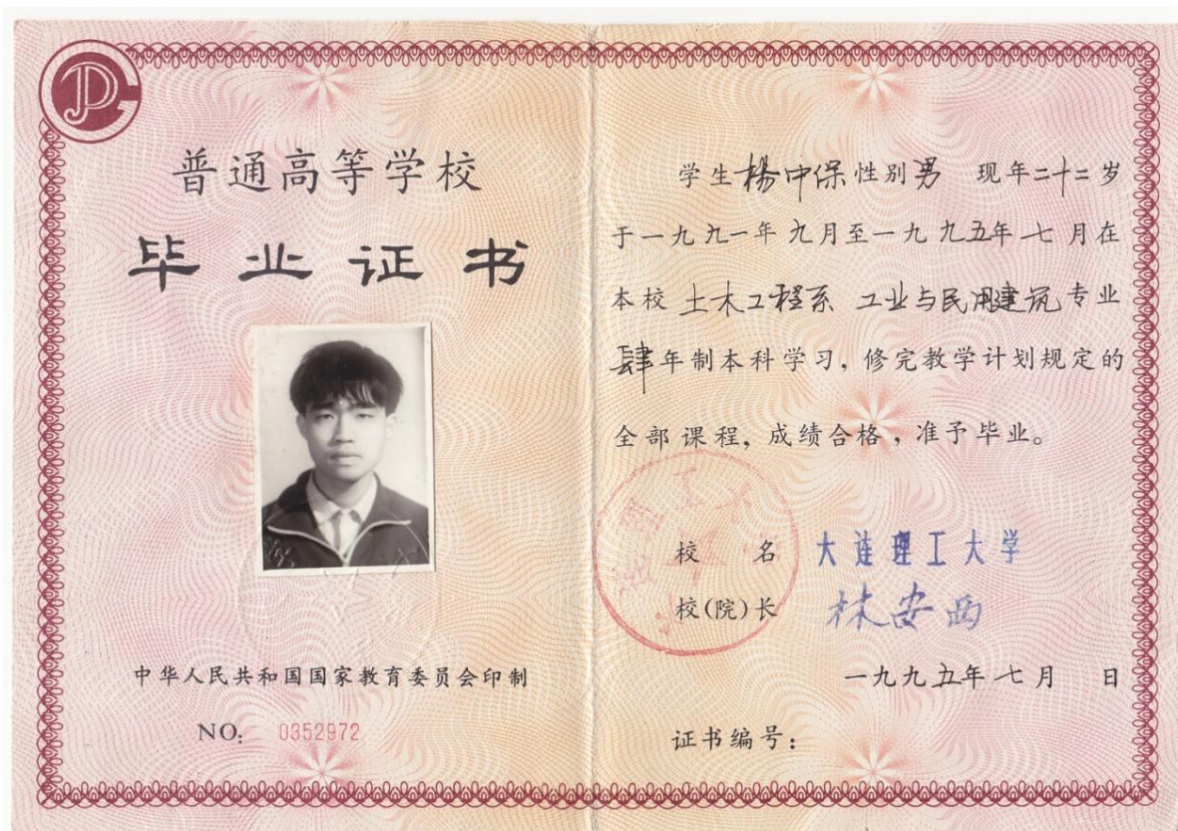 普通高等学校
毕业证书
中华人民共和国国家教育委员会印制
NO: 0352972
学生楊中保性别男 现年二十二岁
于一九九一年九月至一九九五年七月在
本校 土木工程系 工业与民用建筑专业
肆年制本科学习，修完教学计划规定的
全部课程，成绩合格，准予毕业。
校 名 大连理工大学
校(院)长 林安西
一九九五年七月 日
证书编号：